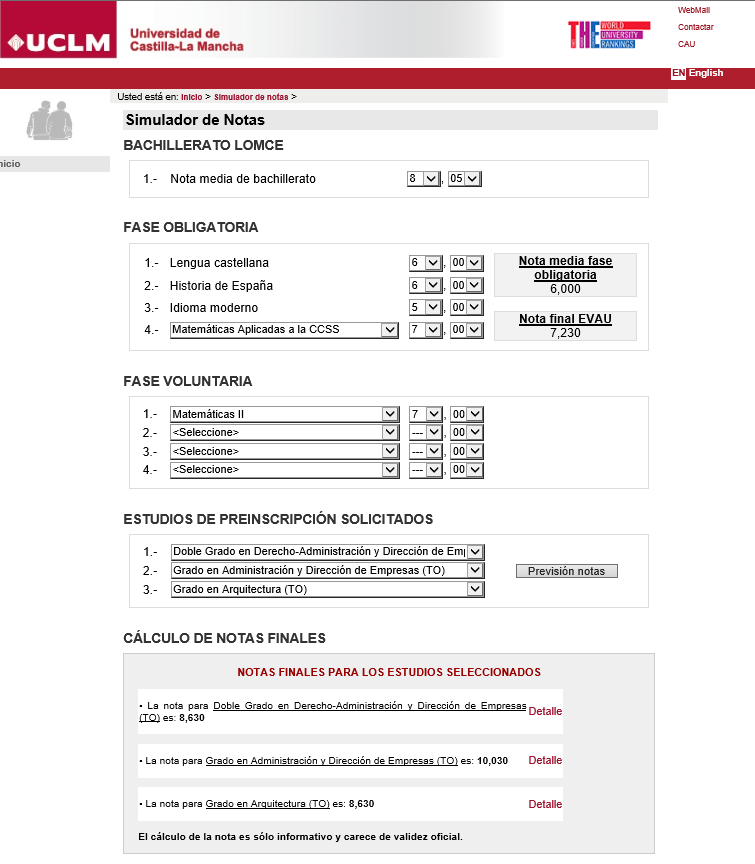 WebMail
UCLM
Universidad de
Castilla-La Mancha
THE WORLD
UNIVERSITY
RANKINGS
Contactar
CAU
EN English
Usted está en: Inicio > Simulador de notas >
Simulador de Notas
nicio
BACHILLERATO LOMCE
1.- Nota media de bachillerato 8 , 05
FASE OBLIGATORIA
1.- Lengua castellana 6 , 00
2.- Historia de España 6 , 00
3.- Idioma moderno 5 , 00
4.- Matemáticas Aplicadas a la CCSS 7 , 00
Nota media fase
obligatoria
6,000
Nota final EVAU
7,230
FASE VOLUNTARIA
1.- Matemáticas II 7 , 00
2.- <Seleccione> --- , 00
3.- <Seleccione> --- , 00
4.- <Seleccione> --- , 00
ESTUDIOS DE PREINSCRIPCIÓN SOLICITADOS
1.- Doble Grado en Derecho-Administración y Dirección de Emp
2.- Grado en Administración y Dirección de Empresas (TO)
3.- Grado en Arquitectura (TO)
Previsión notas
CÁLCULO DE NOTAS FINALES
NOTAS FINALES PARA LOS ESTUDIOS SELECCIONADOS
• La nota para Doble Grado en Derecho-Administración y Dirección de Empresas
(TO) es: 8,630
Detalle
• La nota para Grado en Administración y Dirección de Empresas (TO) es: 10,030 Detalle
• La nota para Grado en Arquitectura (TO) es: 8,630 Detalle
El cálculo de la nota es sólo informativo y carece de validez oficial.